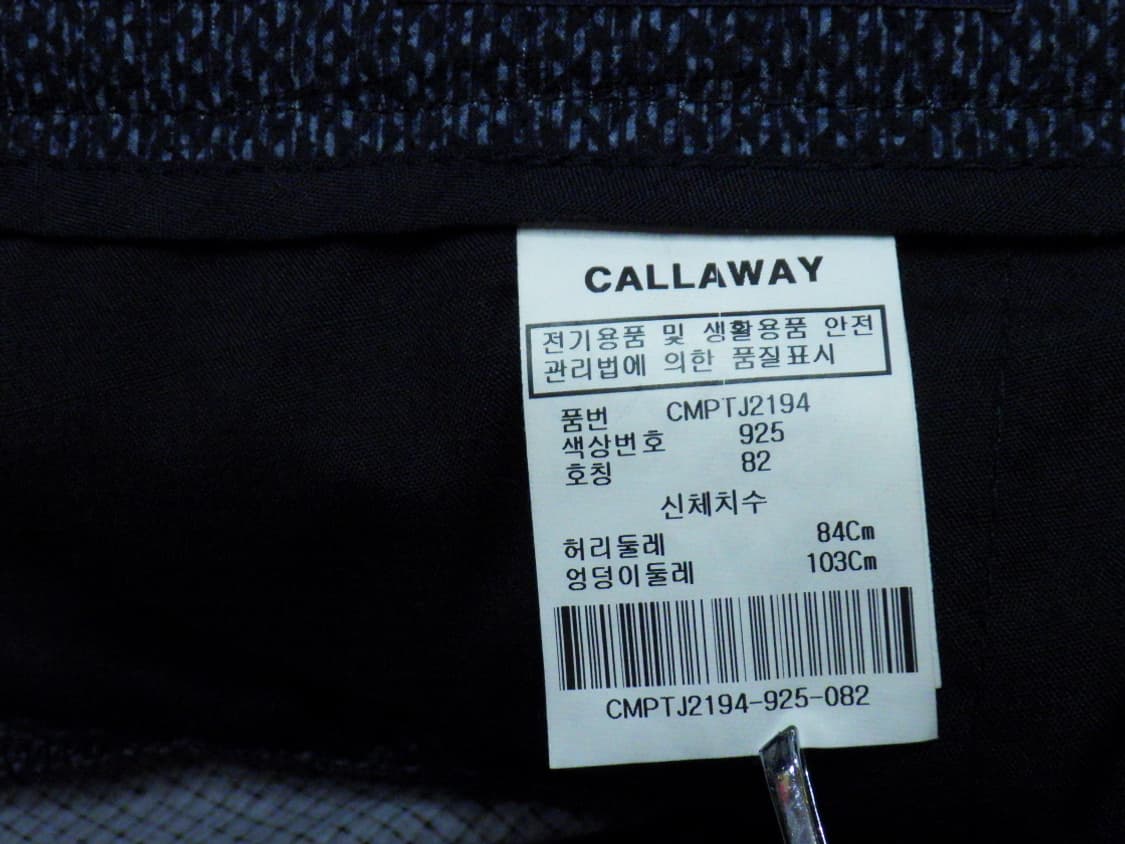 CALLAWAY
전기용품 및 생활용품 안전
관리법에 의한 품질표시
품번 CMPTJ2194
색상번호 925
호칭 82
신체치수
허리둘레 84Cm
엉덩이둘레 103Cm
CMPTJ2194-925-082